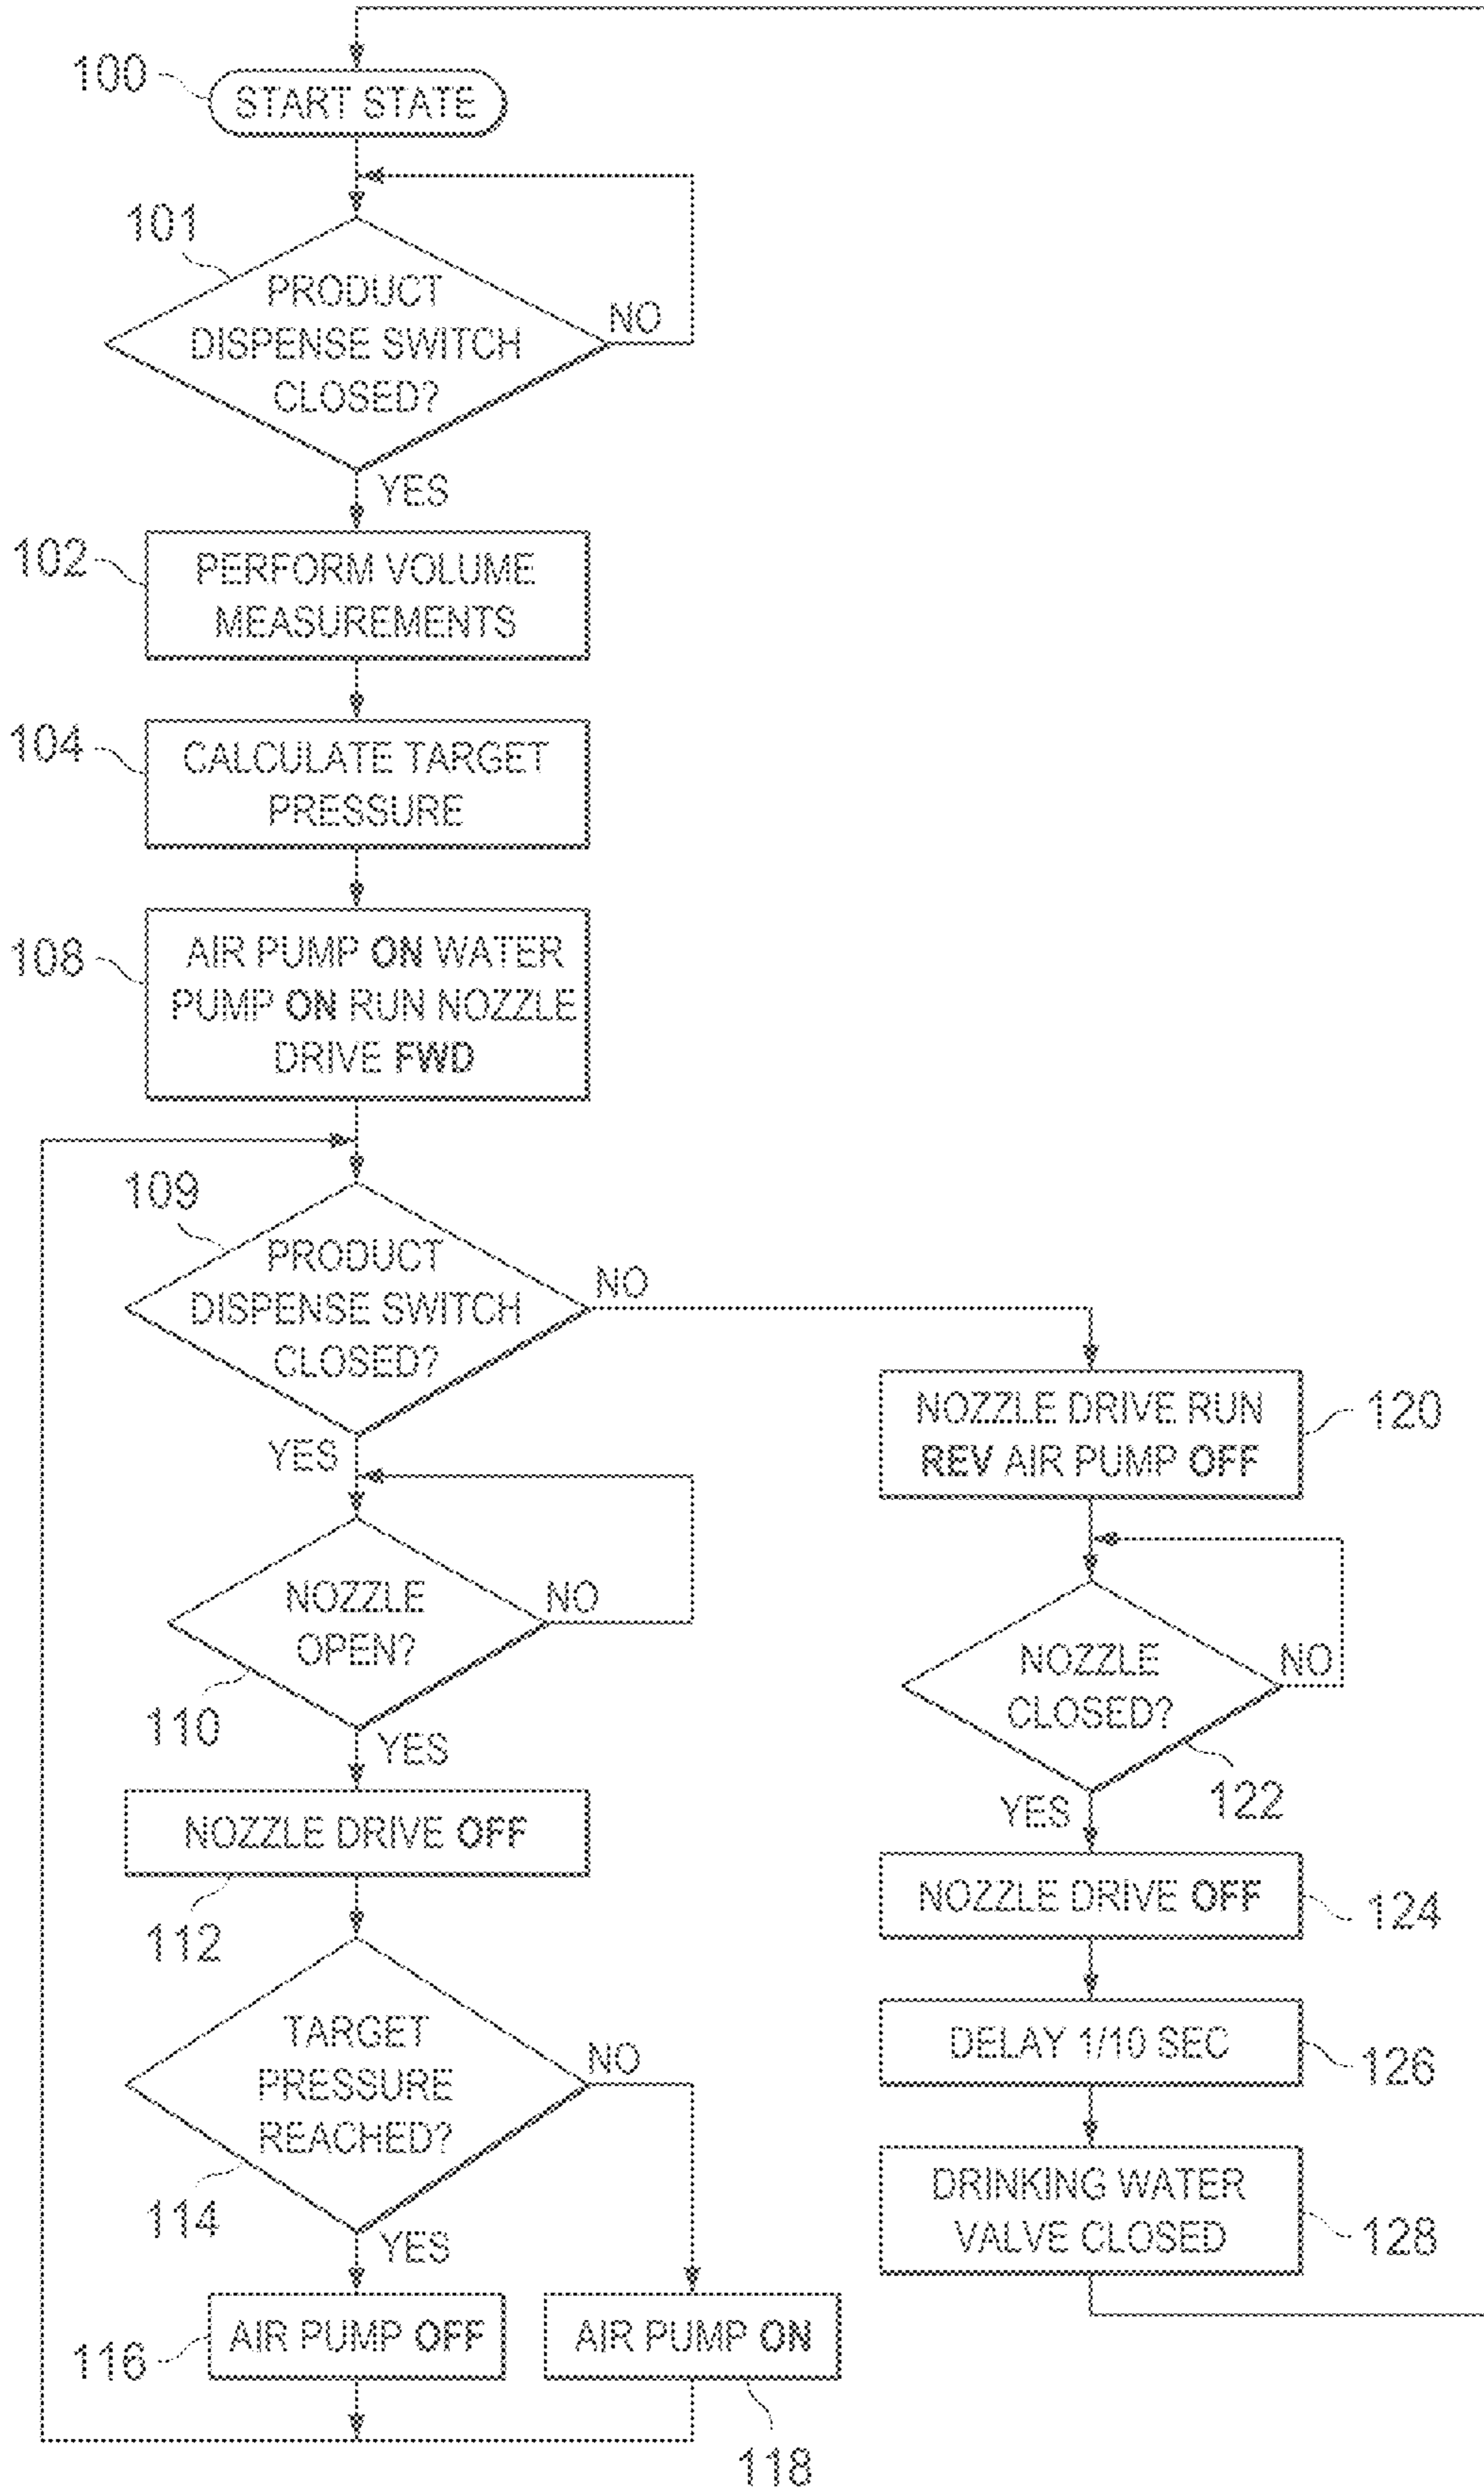 100
START STATE
101
PRODUCT
DISPENSE SWITCH
CLOSED?
NO
YES
102
PERFORM VOLUME
MEASUREMENTS
104
CALCULATE TARGET
PRESSURE
108
AIR PUMP ON WATER
PUMP ON RUN NOZZLE
DRIVE FWD
109
PRODUCT
DISPENSE SWITCH
CLOSED?
NO
YES
NOZZLE
OPEN?
NO
110
YES
NOZZLE DRIVE OFF
112
TARGET
PRESSURE
REACHED?
NO
114
YES
AIR PUMP OFF
116
AIR PUMP ON
118
NOZZLE DRIVE RUN
REV AIR PUMP OFF
120
NOZZLE
CLOSED?
NO
122
YES
NOZZLE DRIVE OFF
124
DELAY 1/10 SEC
126
DRINKING WATER
VALVE CLOSED
128